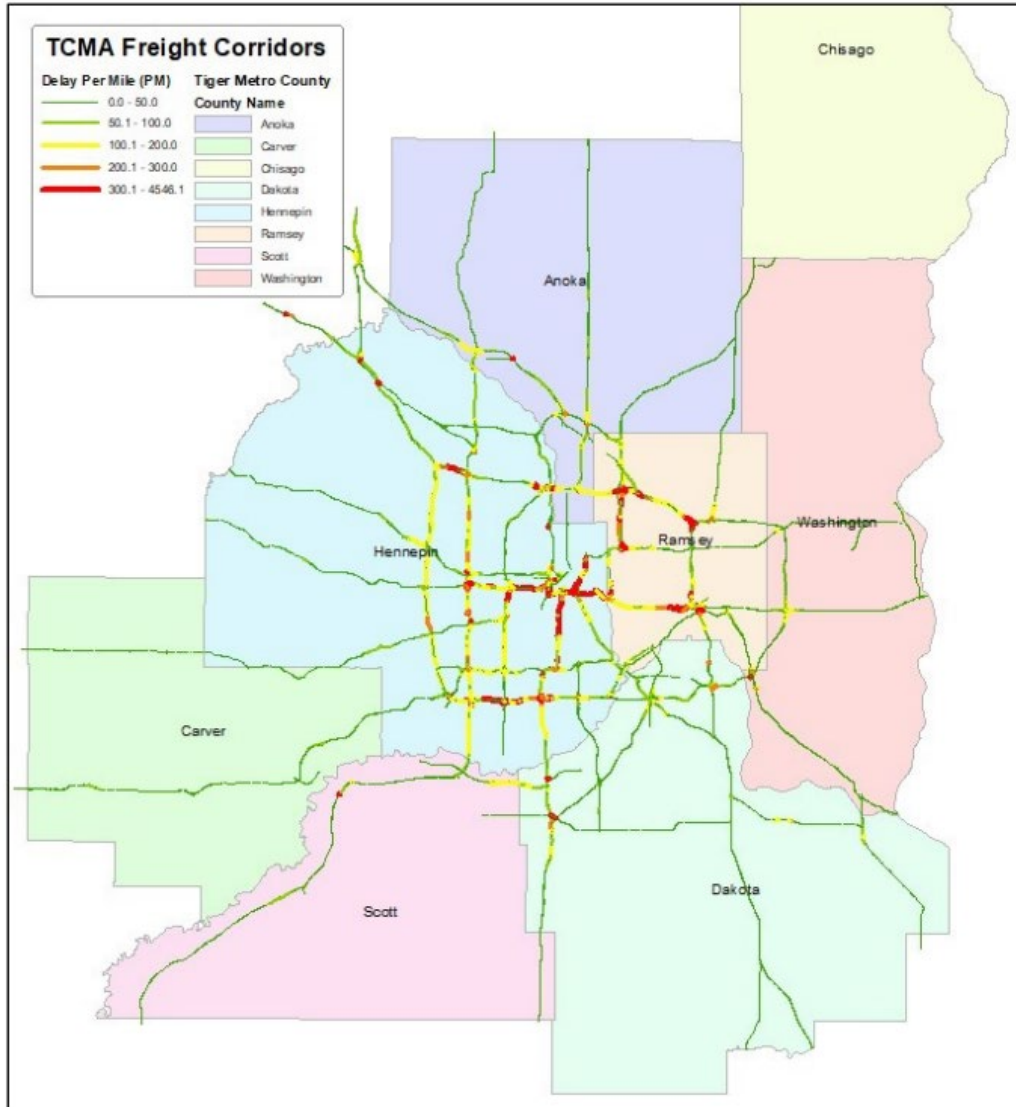 TCMA Freight Corridors
Delay Per Mile (PM)
0.0 - 50.0
50.1 - 100.0
100.1 - 200.0
200.1 - 300.0
300.1 - 4546.1
Tiger Metro County
County Name
Anoka
Carver
Chisago
Dakota
Hennepin
Ramsey
Scott
Washington
Chisago
Anoka
Washington
Ramsey
Hennepin
Carver
Dakota
Scott